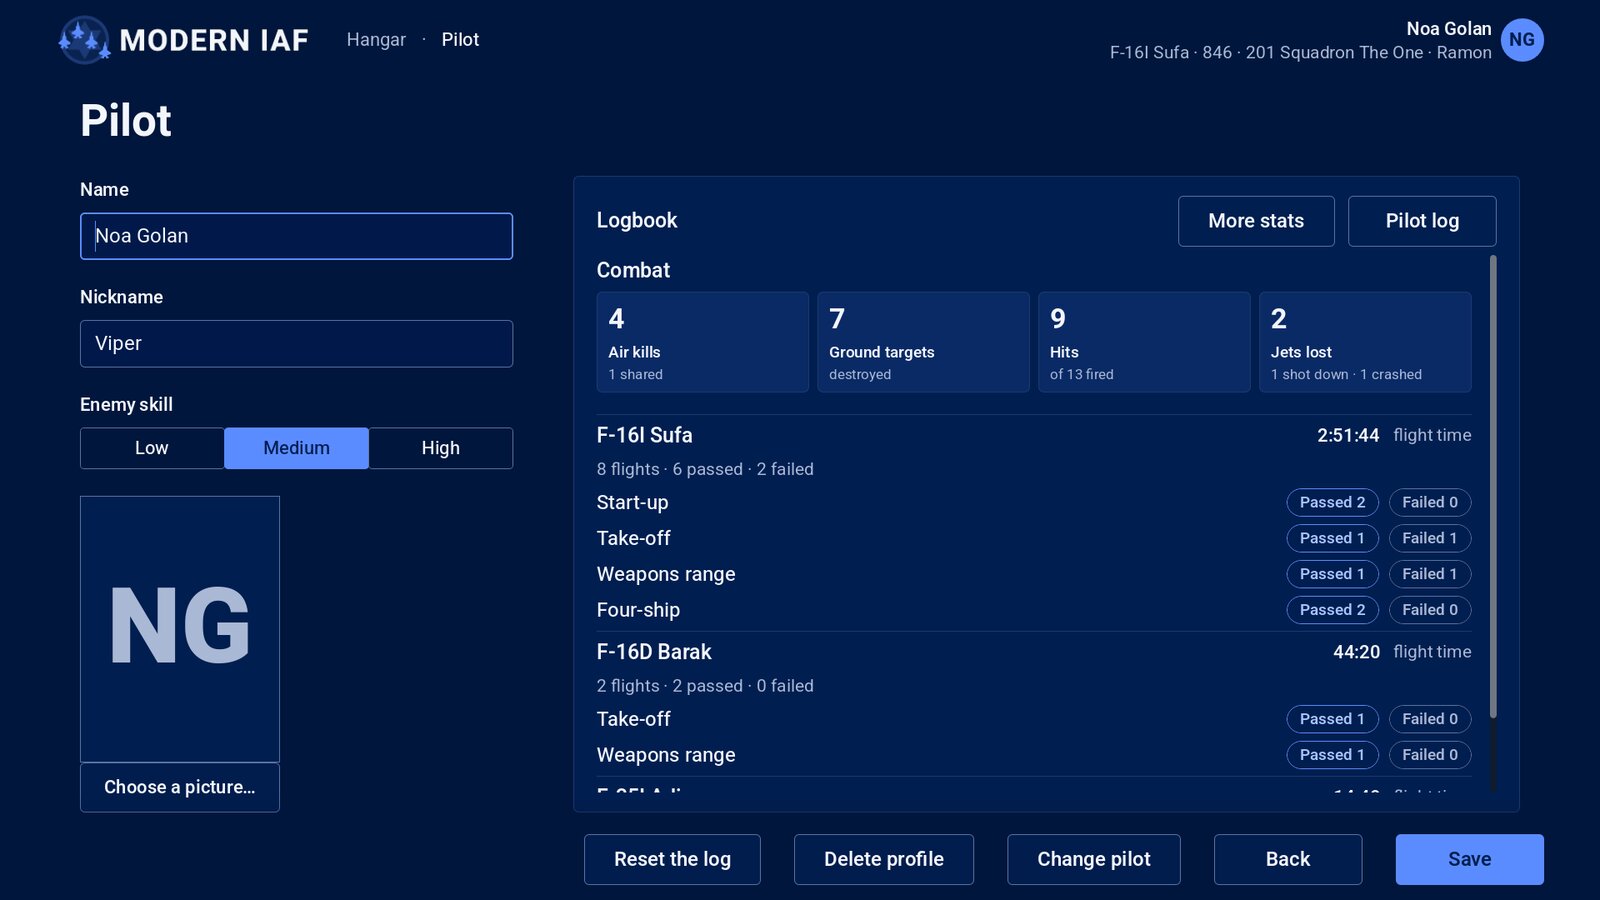 MODERN IAF
Hangar · Pilot
Noa Golan
F-16I Sufa · 846 · 201 Squadron The One · Ramon
NG
Pilot
Name
Noa Golan
Nickname
Viper
Enemy skill
Low
Medium
High
NG
Choose a picture...
Logbook
More stats
Pilot log
Combat
4
Air kills
1 shared
7
Ground targets
destroyed
9
Hits
of 13 fired
2
Jets lost
1 shot down · 1 crashed
F-16I Sufa
2:51:44 flight time
8 flights · 6 passed · 2 failed
Start-up
Passed 2
Failed 0
Take-off
Passed 1
Failed 1
Weapons range
Passed 1
Failed 1
Four-ship
Passed 2
Failed 0
F-16D Barak
44:20 flight time
2 flights · 2 passed · 0 failed
Take-off
Passed 1
Failed 0
Weapons range
Passed 1
Failed 0
Reset the log
Delete profile
Change pilot
Back
Save